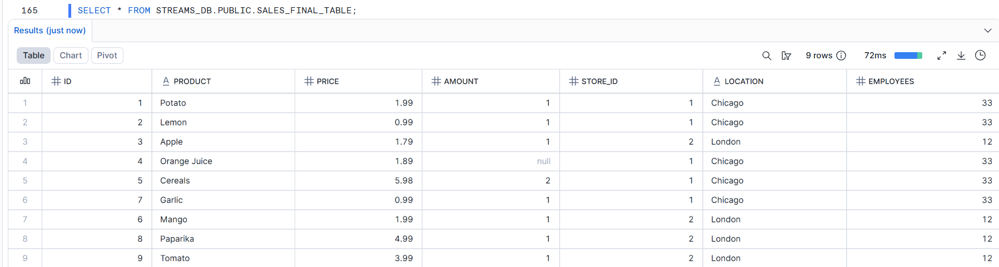 165 SELECT * FROM STREAMS_DB.PUBLIC.SALES_FINAL_TABLE;
Results (just now)
Table Chart Pivot 9 rows 72ms
ID PRODUCT PRICE AMOUNT STORE_ID LOCATION EMPLOYEES
1 1 Potato 1.99 1 1 Chicago 33
2 2 Lemon 0.99 1 1 Chicago 33
3 3 Apple 1.79 1 2 London 12
4 4 Orange Juice 1.89 null 1 Chicago 33
5 5 Cereals 5.98 2 1 Chicago 33
6 7 Garlic 0.99 1 1 Chicago 33
7 6 Mango 1.99 1 2 London 12
8 8 Paparika 4.99 1 2 London 12
9 9 Tomato 3.99 1 2 London 12